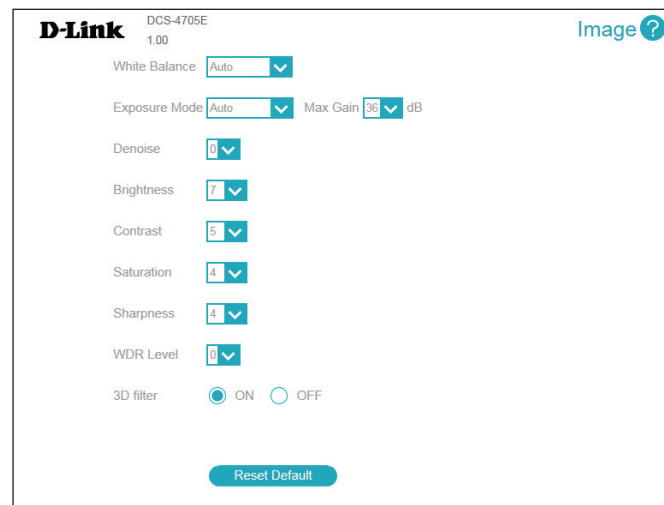 D-Link
DCS-4705E
1.00
Image ?
White Balance Auto
Exposure Mode Auto Max Gain 36 dB
Denoise 0
Brightness 7
Contrast 5
Saturation 4
Sharpness 4
WDR Level 0
3D filter ON OFF
Reset Default